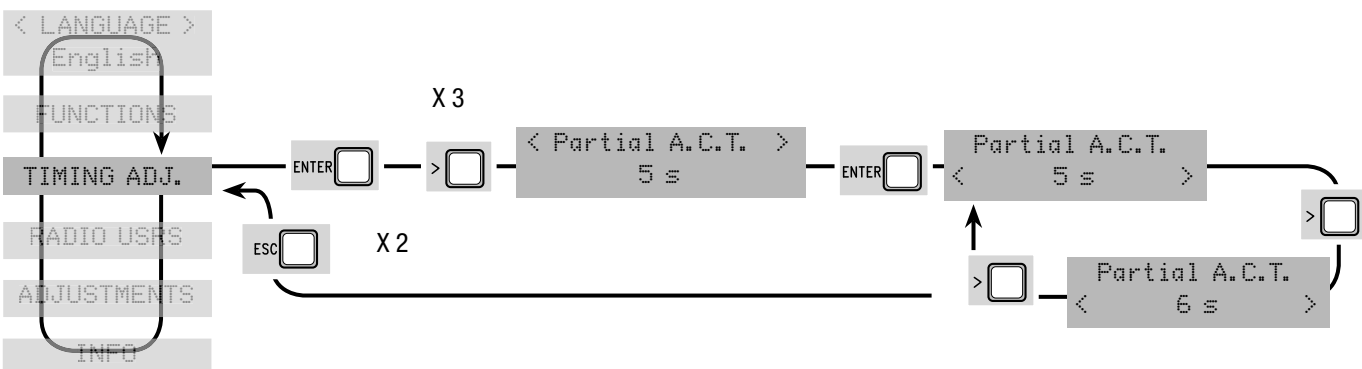 < LANGUAGE >
English
FUNCTIONS
TIMING ADJ.
RADIO USRS
ADJUSTMENTS
INFO
ENTER
X 3
>
< Partial A.C.T. >
5 s
ENTER
Partial A.C.T.
< 5 s >
>
ESC
X 2
>
Partial A.C.T.
< 6 s >